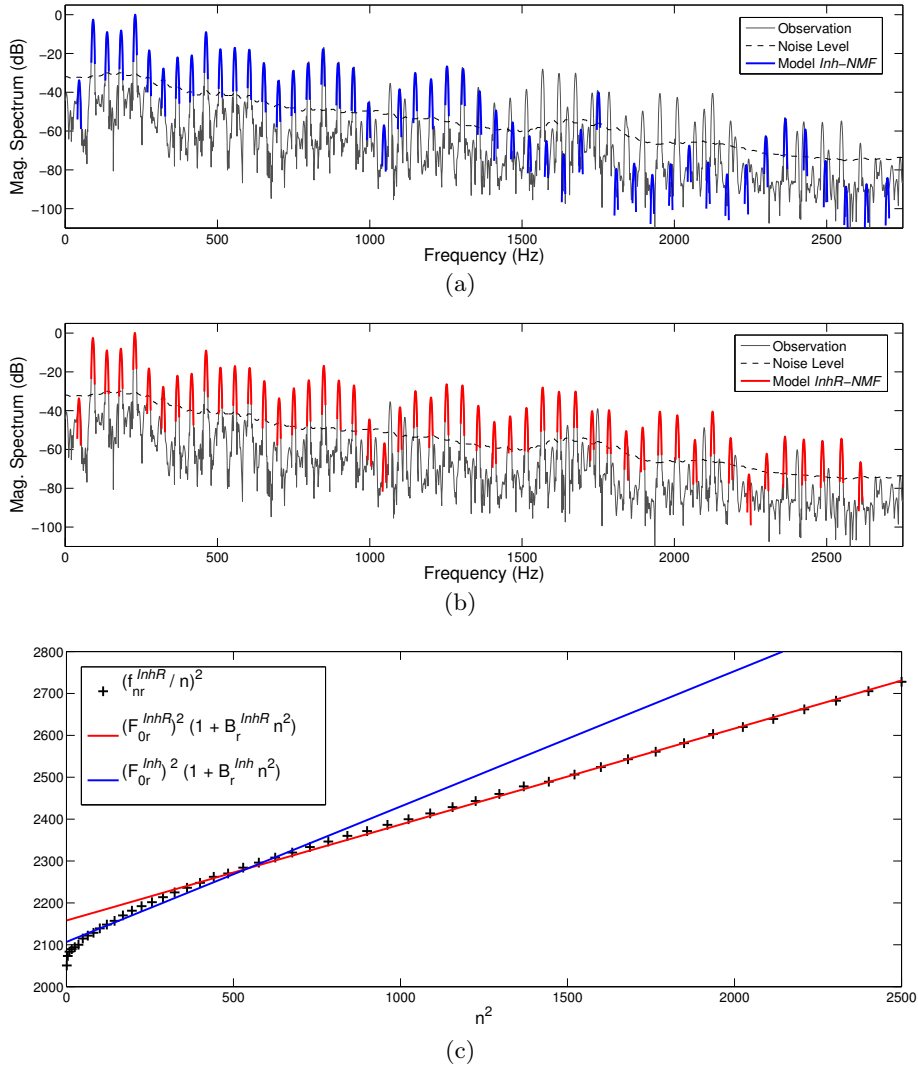 0
−20
−40
−60
−80
−100
Mag. Spectrum (dB)
Observation
Noise Level
Model Inh−NMF
0 500 1000 1500 2000 2500
Frequency (Hz)
(a)
0
−20
−40
−60
−80
−100
Mag. Spectrum (dB)
Observation
Noise Level
Model InhR−NMF
0 500 1000 1500 2000 2500
Frequency (Hz)
(b)
2800
2700
2600
2500
2400
2300
2200
2100
2000
(f_nr^InhR / n)^2
(F_0r^InhR)^2 (1 + B_r^InhR n^2)
(F_0r^Inh)^2 (1 + B_r^Inh n^2)
0 500 1000 1500 2000 2500
n^2
(c)